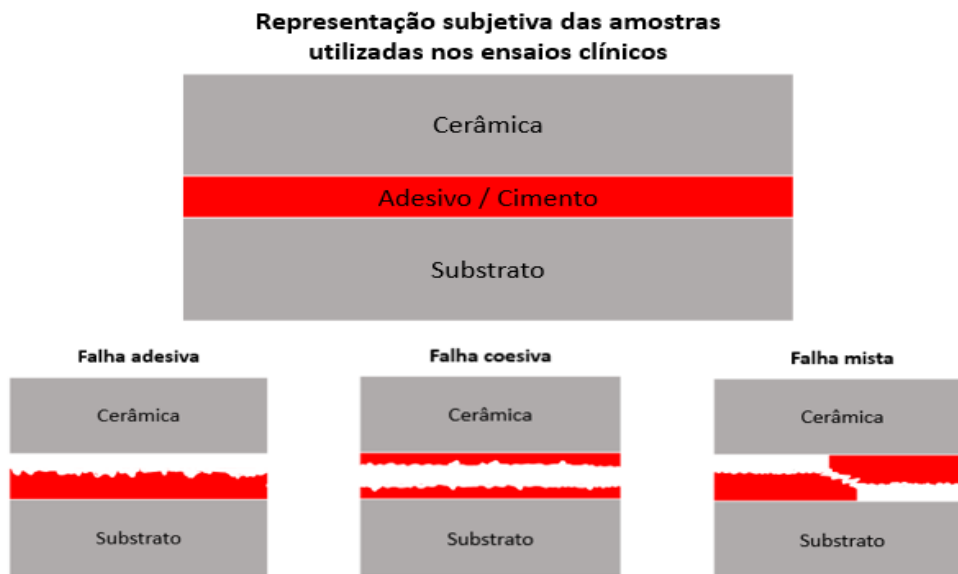 Representação subjetiva das amostras
utilizadas nos ensaios clínicos
Cerâmica
Adesivo / Cimento
Substrato
Falha adesiva
Cerâmica
Substrato
Falha coesiva
Cerâmica
Substrato
Falha mista
Cerâmica
Substrato